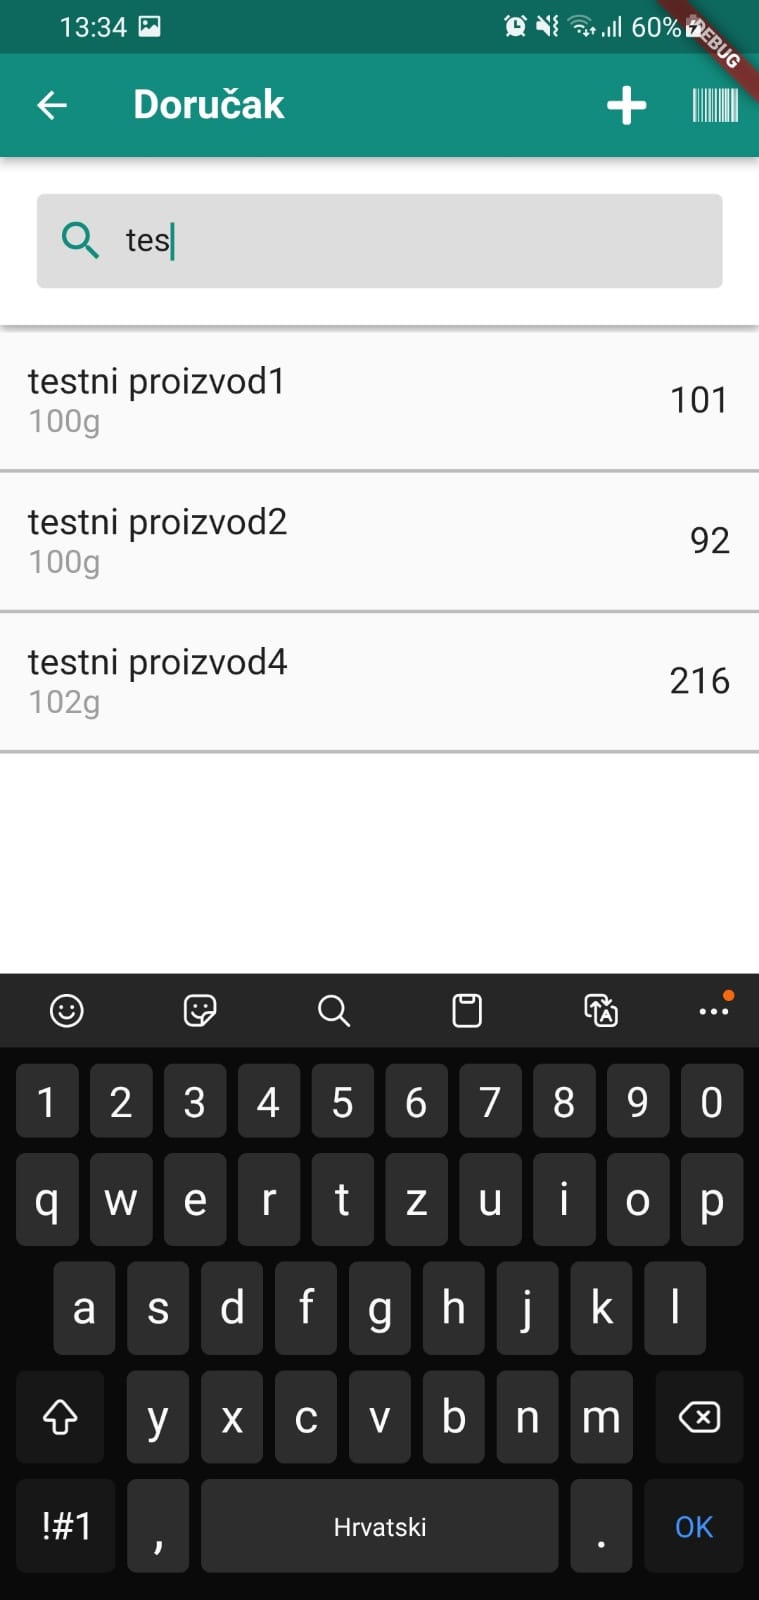 13:34 60%
DEBUG
Doručak
tes
testni proizvod1
100g
101
testni proizvod2
100g
92
testni proizvod4
102g
216
1 2 3 4 5 6 7 8 9 0
q w e r t z u i o p
a s d f g h j k l
y x c v b n m
!#1 , Hrvatski . OK